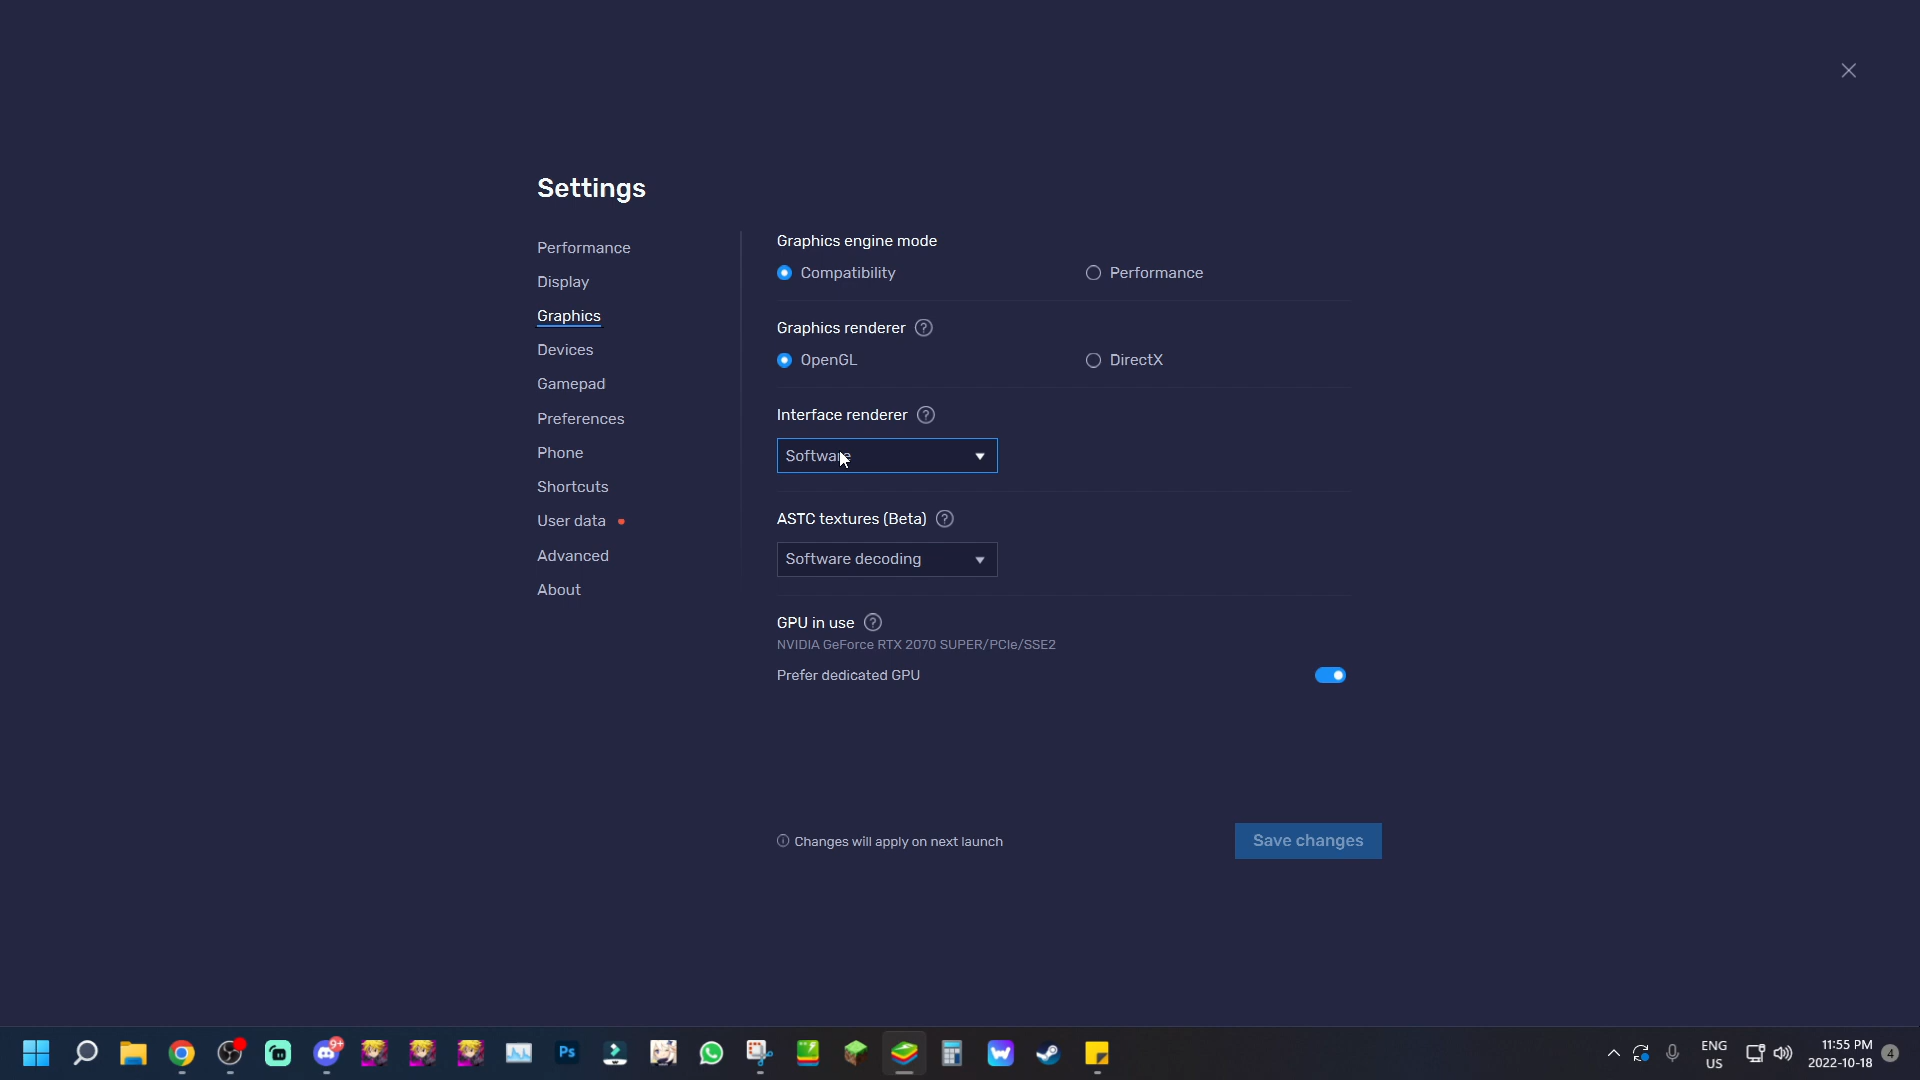 Settings
Performance
Display
Graphics
Devices
Gamepad
Preferences
Phone
Shortcuts
User data
Advanced
About
Graphics engine mode
Compatibility
Performance
Graphics renderer ?
OpenGL
DirectX
Interface renderer ?
Software
ASTC textures (Beta) ?
Software decoding
GPU in use ?
NVIDIA GeForce RTX 2070 SUPER/PCIe/SSE2
Prefer dedicated GPU
Changes will apply on next launch
Save changes
9+
Ps
ENG
US
11:55 PM
2022-10-18
4